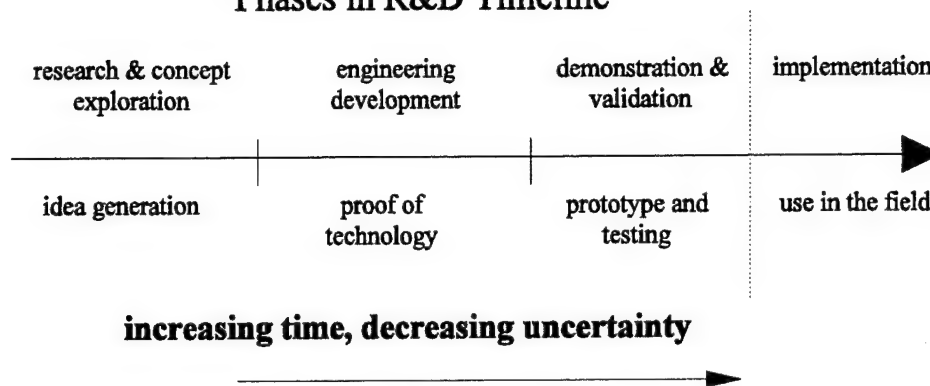 Phases in R&D Timeline
research & concept
exploration
engineering
development
demonstration &
validation
implementation
idea generation
proof of
technology
prototype and
testing
use in the field
increasing time, decreasing uncertainty